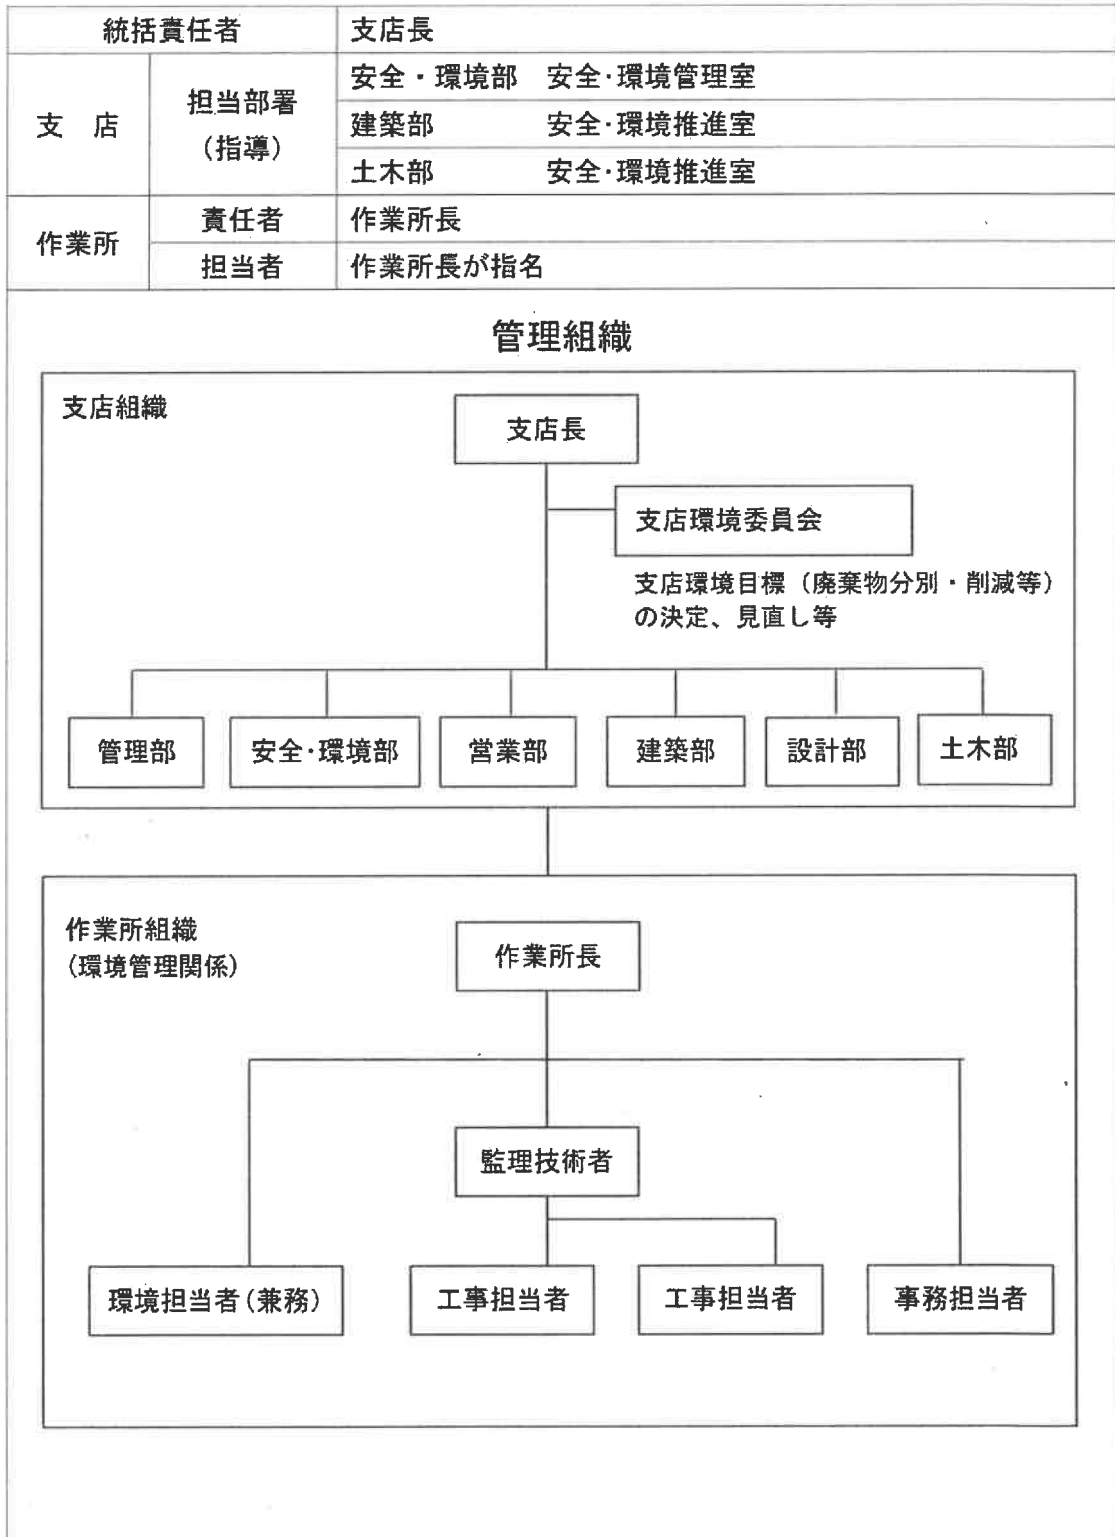 統括責任者 支店長
支 店 担当部署 (指導) 安全・環境部 安全･環境管理室
建築部 安全･環境推進室
土木部 安全･環境推進室
作業所 責任者 作業所長
担当者 作業所長が指名
管理組織
支店組織
支店長
支店環境委員会
支店環境目標(廃棄物分別・削減等)
の決定、見直し等
管理部 安全･環境部 営業部 建築部 設計部 土木部
作業所組織
(環境管理関係)
作業所長
監理技術者
環境担当者(兼務) 工事担当者 工事担当者 事務担当者